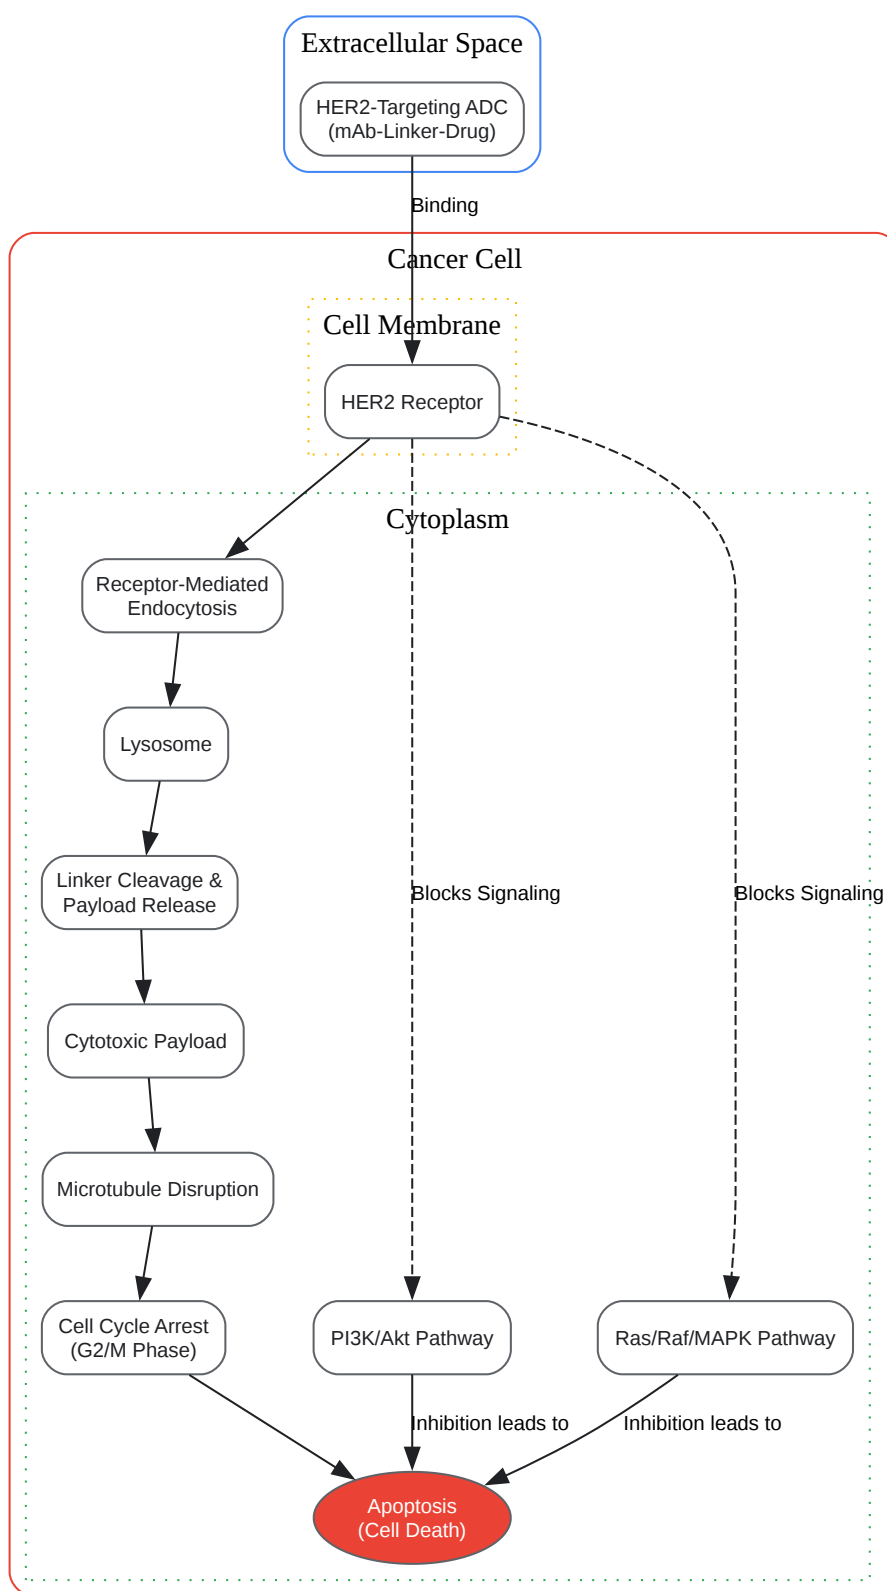 Extracellular Space
HER2-Targeting ADC
(mAb-Linker-Drug)
Binding
Cancer Cell
Cell Membrane
HER2 Receptor
Cytoplasm
Receptor-Mediated
Endocytosis
Lysosome
Linker Cleavage &
Payload Release
Blocks Signaling
Blocks Signaling
Cytotoxic Payload
Microtubule Disruption
Cell Cycle Arrest
(G2/M Phase)
PI3K/Akt Pathway
Ras/Raf/MAPK Pathway
Inhibition leads to
Inhibition leads to
Apoptosis
(Cell Death)